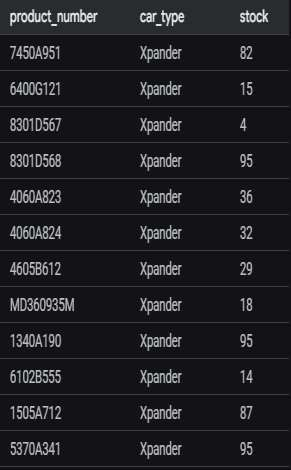 product_number car_type stock
7450A951 Xpander 82
6400G121 Xpander 15
8301D567 Xpander 4
8301D568 Xpander 95
4060A823 Xpander 36
4060A824 Xpander 32
4605B612 Xpander 29
MD360935M Xpander 18
1340A190 Xpander 95
6102B555 Xpander 14
1505A712 Xpander 87
5370A341 Xpander 95